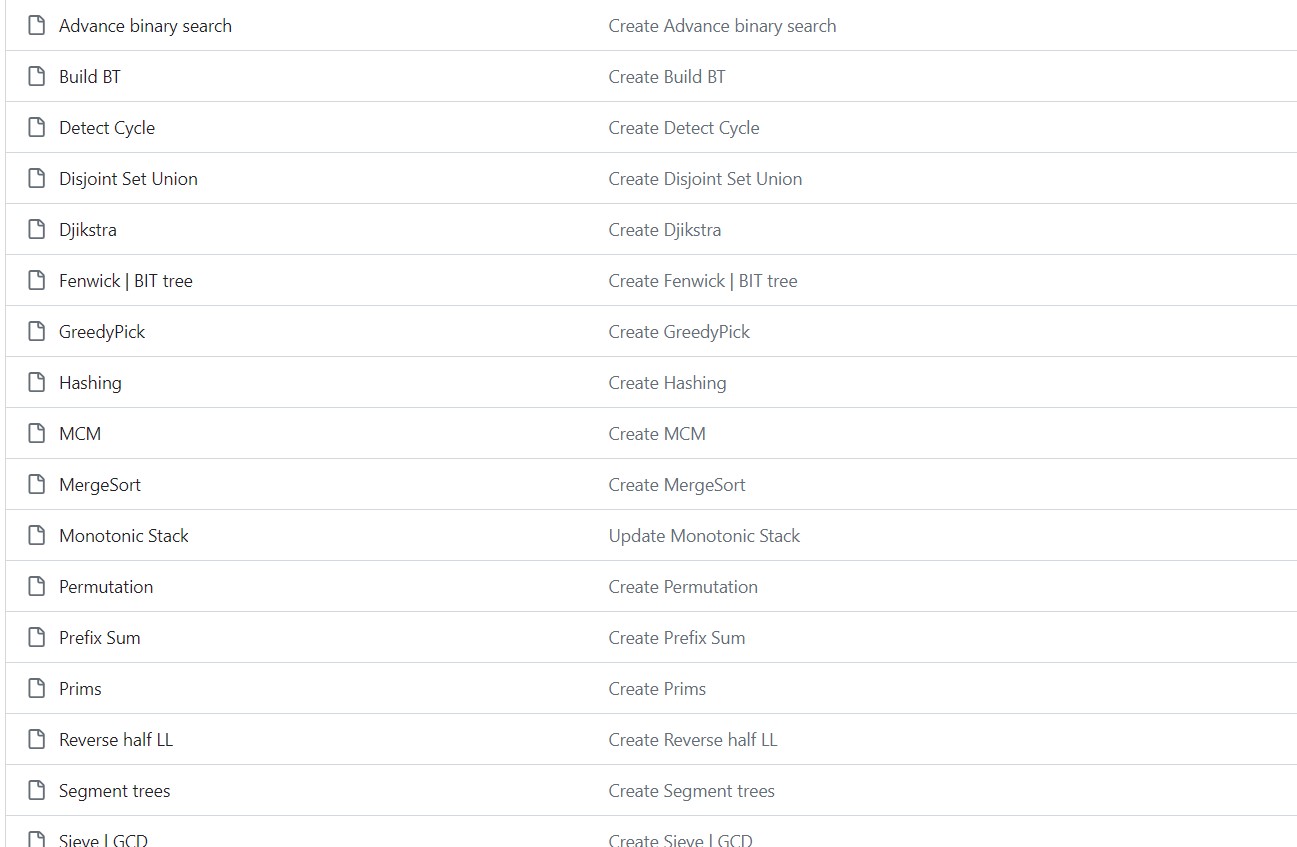 Advance binary search Create Advance binary search
Build BT Create Build BT
Detect Cycle Create Detect Cycle
Disjoint Set Union Create Disjoint Set Union
Djikstra Create Djikstra
Fenwick | BIT tree Create Fenwick | BIT tree
GreedyPick Create GreedyPick
Hashing Create Hashing
MCM Create MCM
MergeSort Create MergeSort
Monotonic Stack Update Monotonic Stack
Permutation Create Permutation
Prefix Sum Create Prefix Sum
Prims Create Prims
Reverse half LL Create Reverse half LL
Segment trees Create Segment trees
Sieve | GCD Create Sieve | GCD